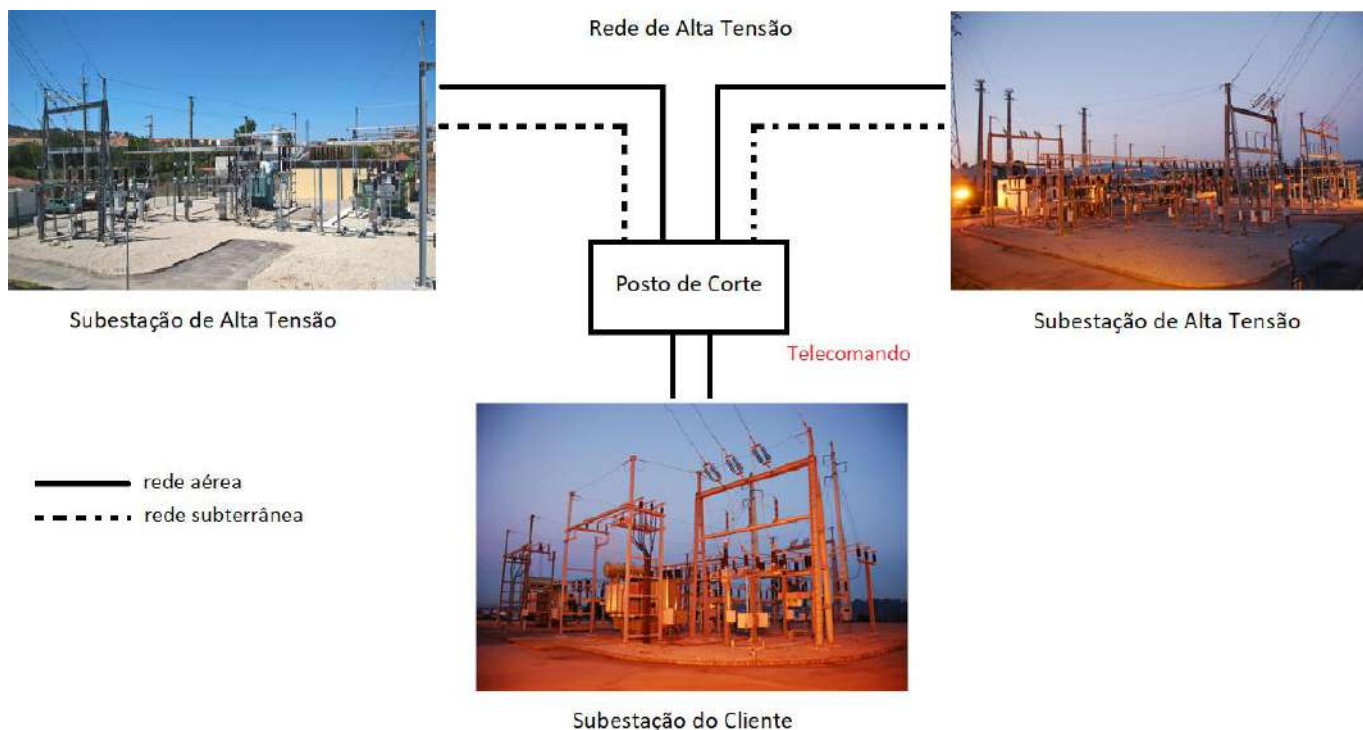 Rede de Alta Tensão
Posto de Corte
Subestação de Alta Tensão
Subestação de Alta Tensão
Telecomando
rede aérea
rede subterrânea
Subestação do Cliente